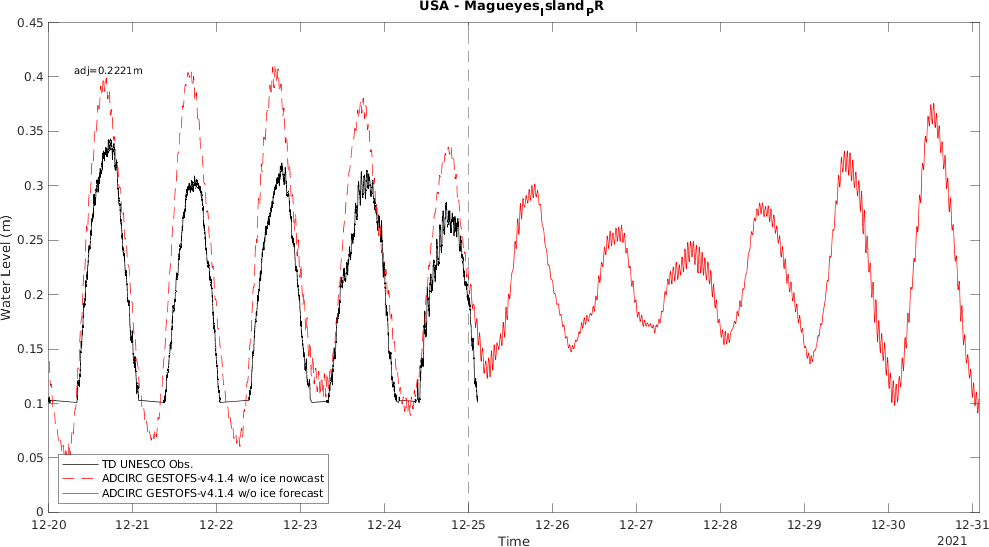 USA - Magueyes_Island_PR
0.45
adj=0.2221m
0.4
0.35
0.3
0.25
0.2
0.15
0.1
0.05
0
Water Level (m)
TD UNESCO Obs.
ADCIRC GESTOFS-v4.1.4 w/o ice nowcast
ADCIRC GESTOFS-v4.1.4 w/o ice forecast
12-20 12-21 12-22 12-23 12-24 12-25 12-26 12-27 12-28 12-29 12-30 12-31
Time
2021